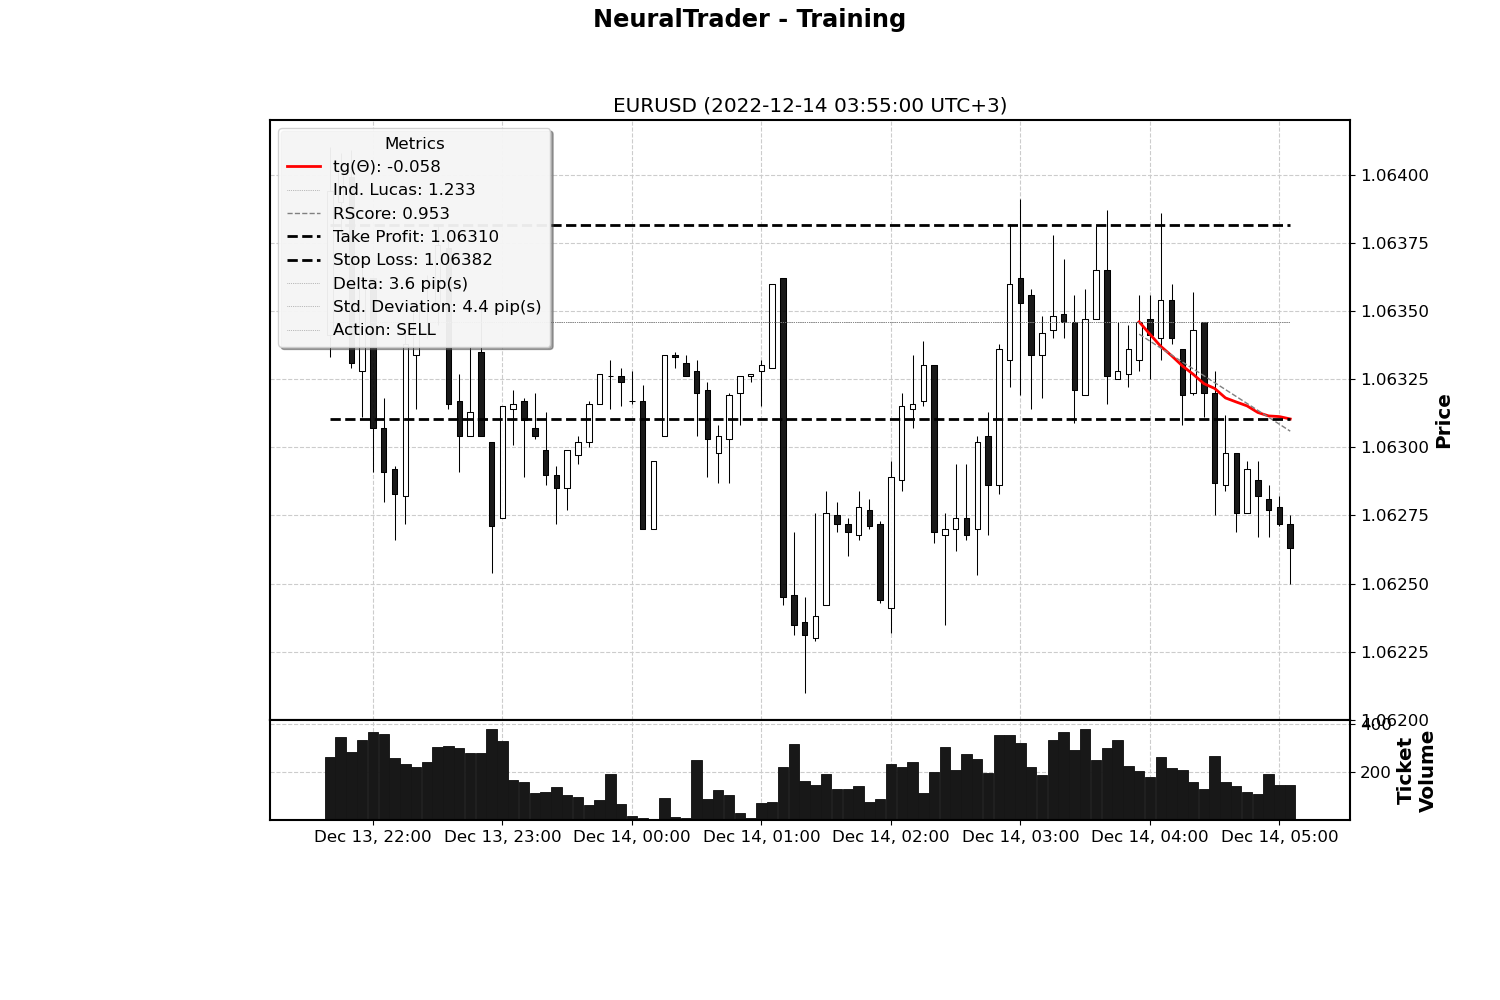 NeuralTrader - Training
EURUSD (2022-12-14 03:55:00 UTC+3)
Metrics
tg(Θ): -0.058
Ind. Lucas: 1.233
RScore: 0.953
Take Profit: 1.06310
Stop Loss: 1.06382
Delta: 3.6 pip(s)
Std. Deviation: 4.4 pip(s)
Action: SELL
1.06400
1.06375
1.06350
1.06325
1.06300
1.06275
1.06250
1.06225
1.06200
Price
400
200
Ticket
Volume
Dec 13, 22:00
Dec 13, 23:00
Dec 14, 00:00
Dec 14, 01:00
Dec 14, 02:00
Dec 14, 03:00
Dec 14, 04:00
Dec 14, 05:00